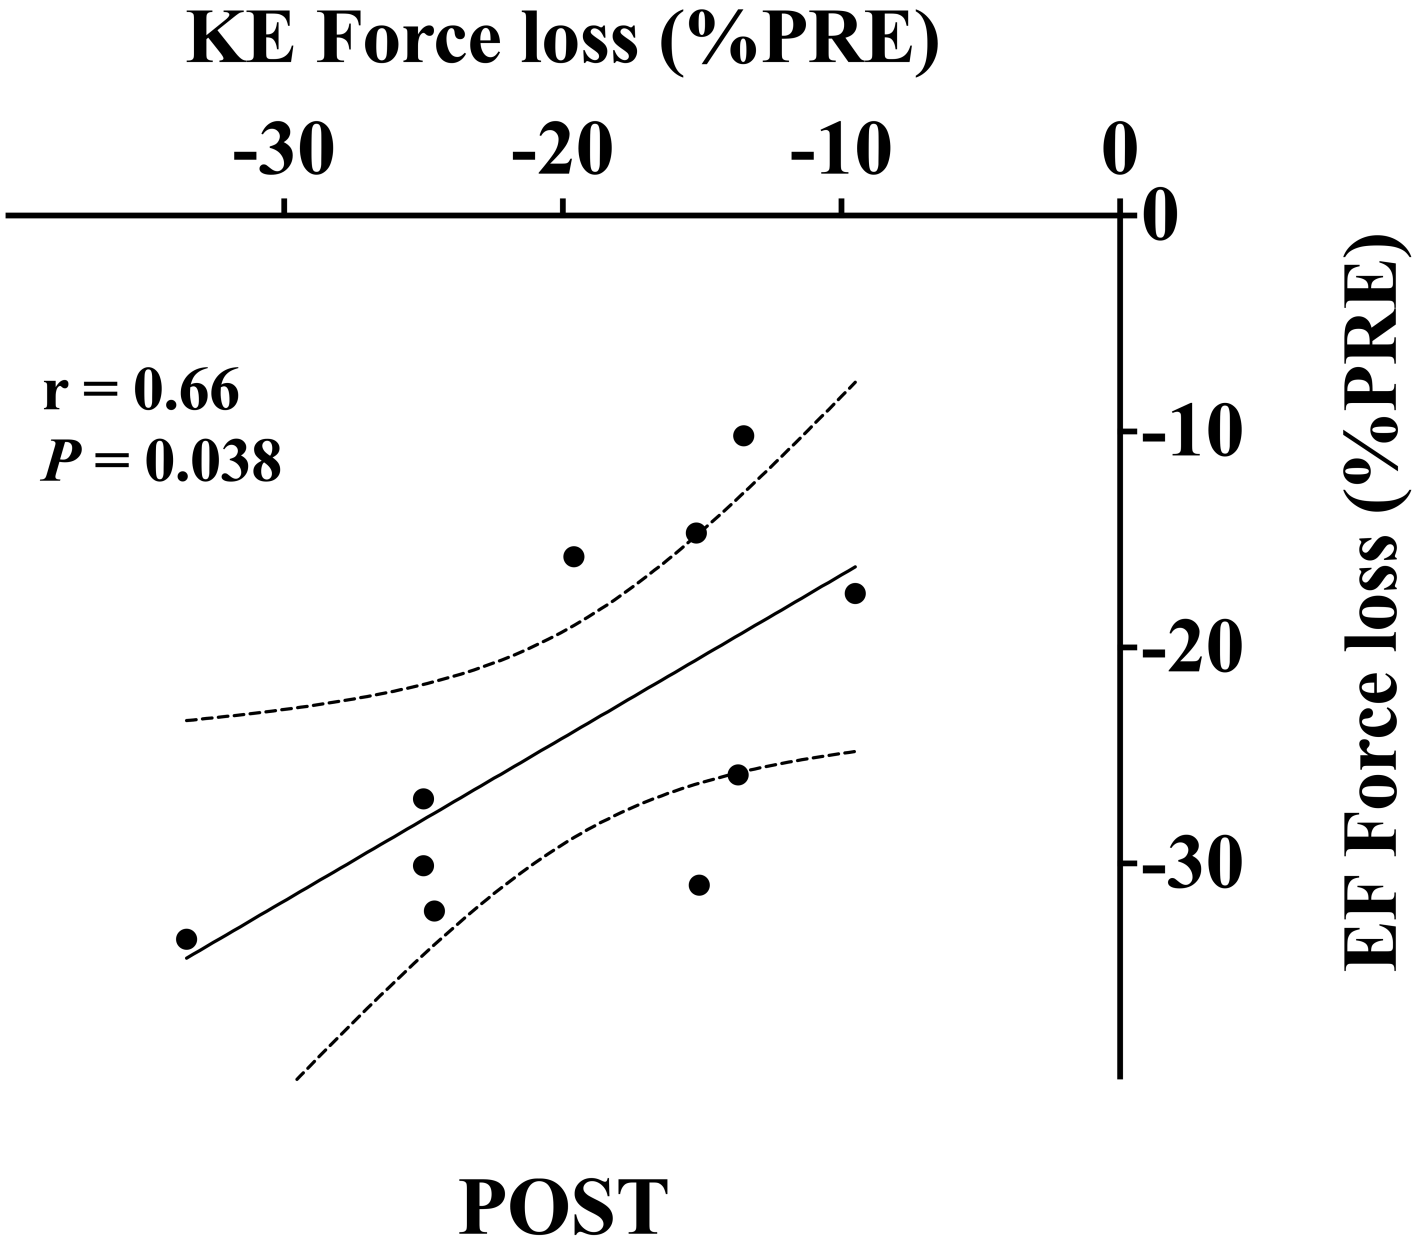 KE Force loss (%PRE)
-30 -20 -10 0
0
r = 0.66
P = 0.038
-10
-20
-30
EF Force loss (%PRE)
POST